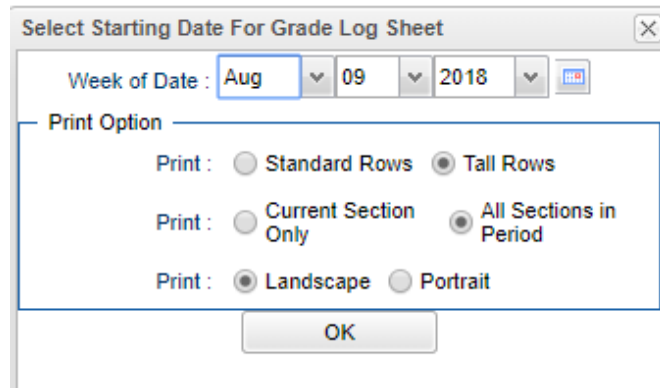 Select Starting Date For Grade Log Sheet
Week of Date : Aug 09 2018
Print Option
Print : Standard Rows Tall Rows
Print : Current Section Only All Sections in Period
Print : Landscape Portrait
OK